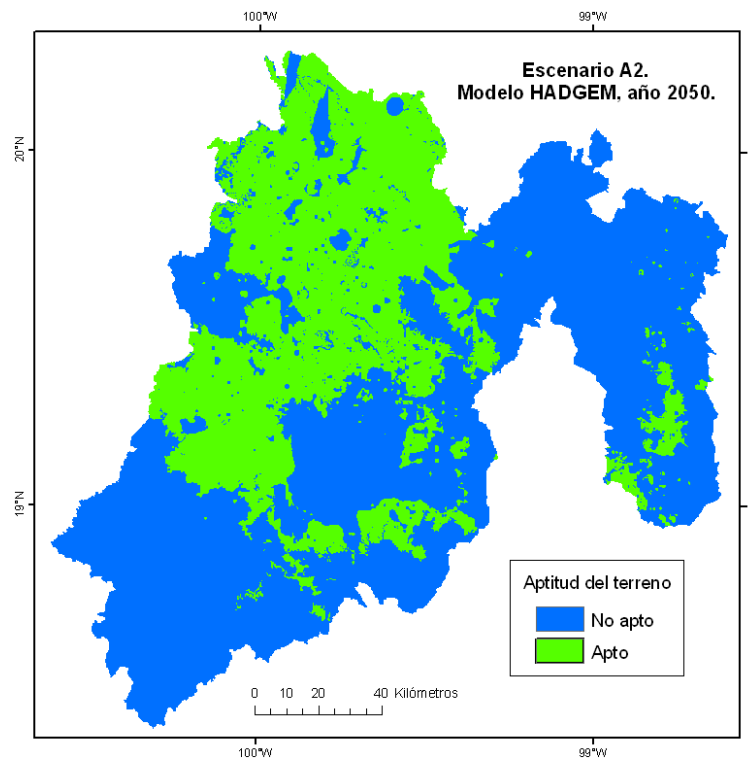 100°W
99°W
Escenario A2.
Modelo HADGEM, año 2050.
20°N
19°N
Aptitud del terreno
No apto
Apto
0 10 20 40 Kilómetros
100°W
99°W